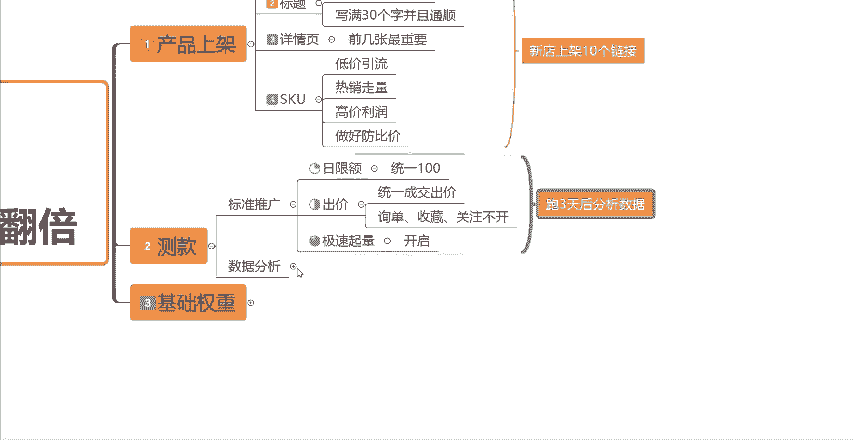 2 标题
写满30个字并且通顺
1 产品上架
详情页
前几张最重要
新店上架10个链接
低价引流
热销走量
SKU
高价利润
做好防比价
日限额
统一100
统一成交出价
标准推广
出价
跑3天后分析数据
询单、收藏、关注不开
翻倍
2 测款
极速起量
开启
数据分析
3 基础权重